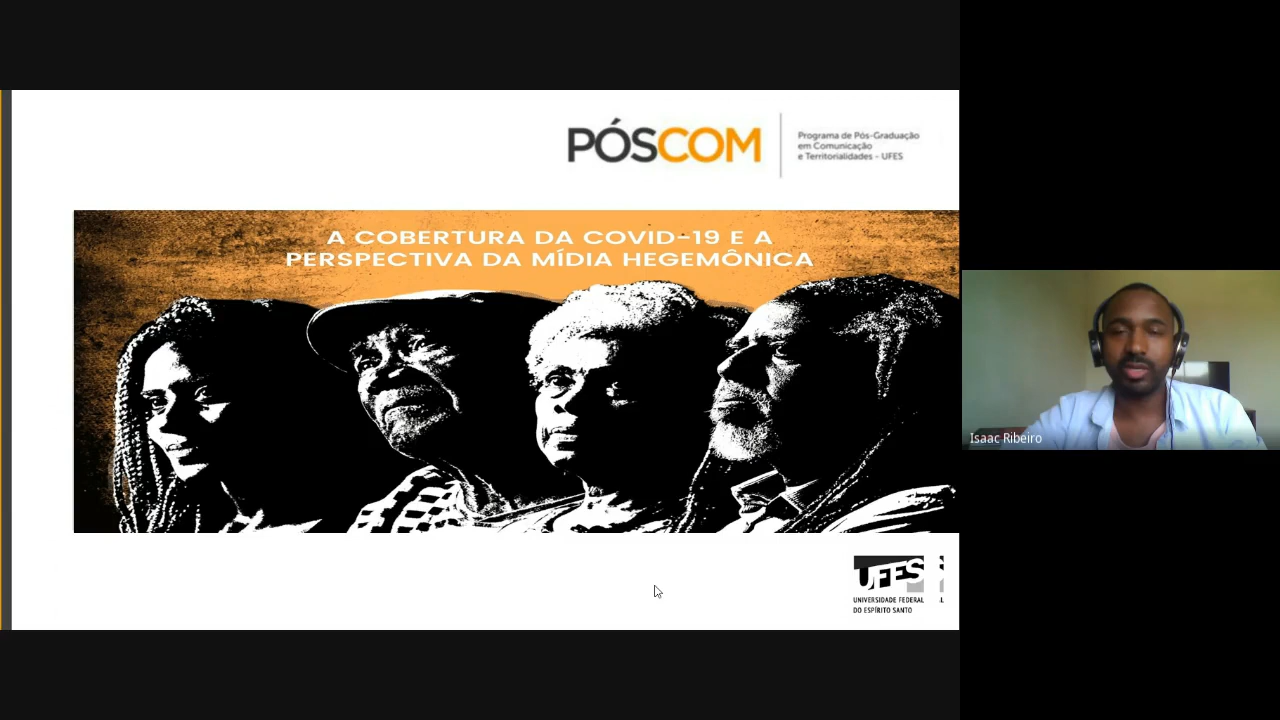 PÓSCOM
Programa de Pós-Graduação
em Comunicação
e Territorialidades - UFES
A COBERTURA DA COVID-19 E A
PERSPECTIVA DA MÍDIA HEGEMÔNICA
Isaac Ribeiro
UFES
UNIVERSIDADE FEDERAL
DO ESPÍRITO SANTO